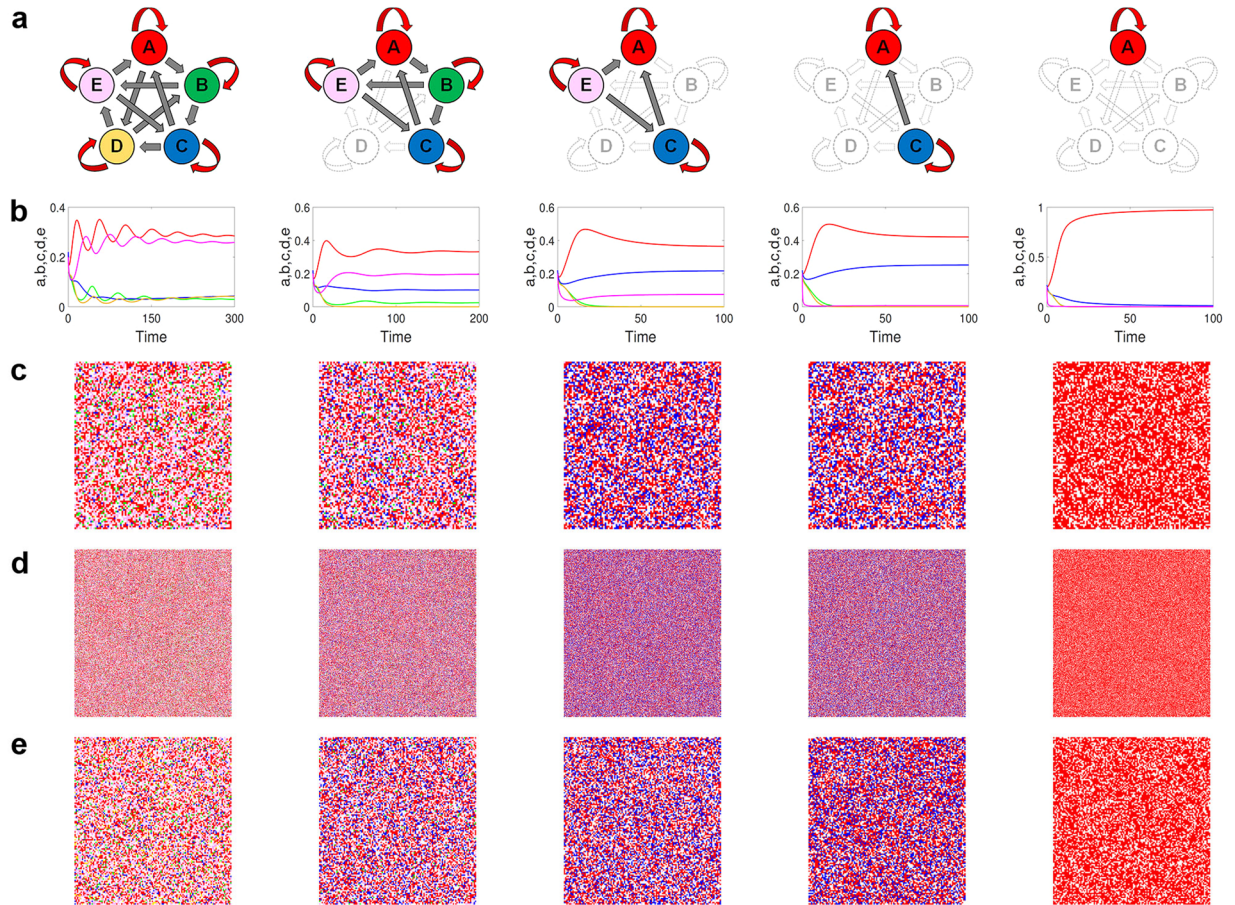 a
A A A A A
E B E B E B E B E B
D C D C D C D C D C
b
0.4 0.6 0.6 0.6 1
a,b,c,d,e a,b,c,d,e a,b,c,d,e a,b,c,d,e a,b,c,d,e
0.4 0.4 0.4
0.2 0.5
0.2 0.2 0.2
0 0 0 0 0
0 150 300 0 100 200 0 50 100 0 50 100 0 50 100
Time Time Time Time Time
c
d
e